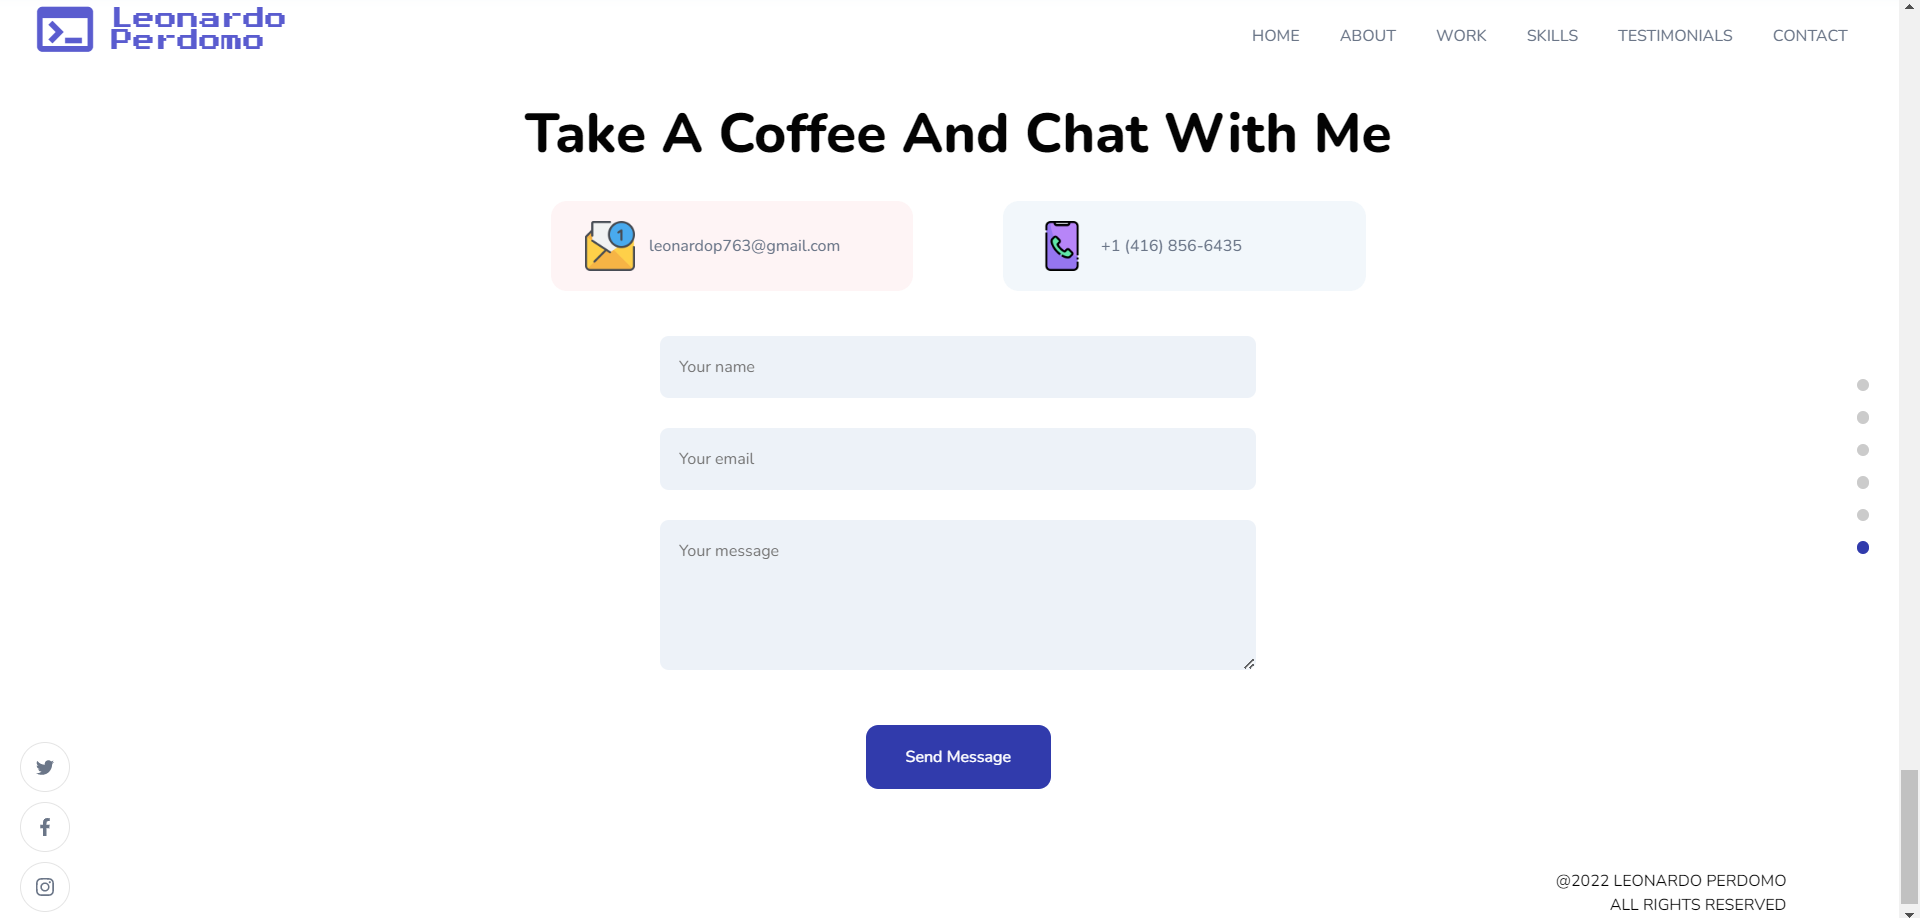 Leonardo
Perdomo
HOME ABOUT WORK SKILLS TESTIMONIALS CONTACT
Take A Coffee And Chat With Me
1 leonardop763@gmail.com +1 (416) 856-6435
Your name
Your email
Your message
Send Message
@2022 LEONARDO PERDOMO
ALL RIGHTS RESERVED